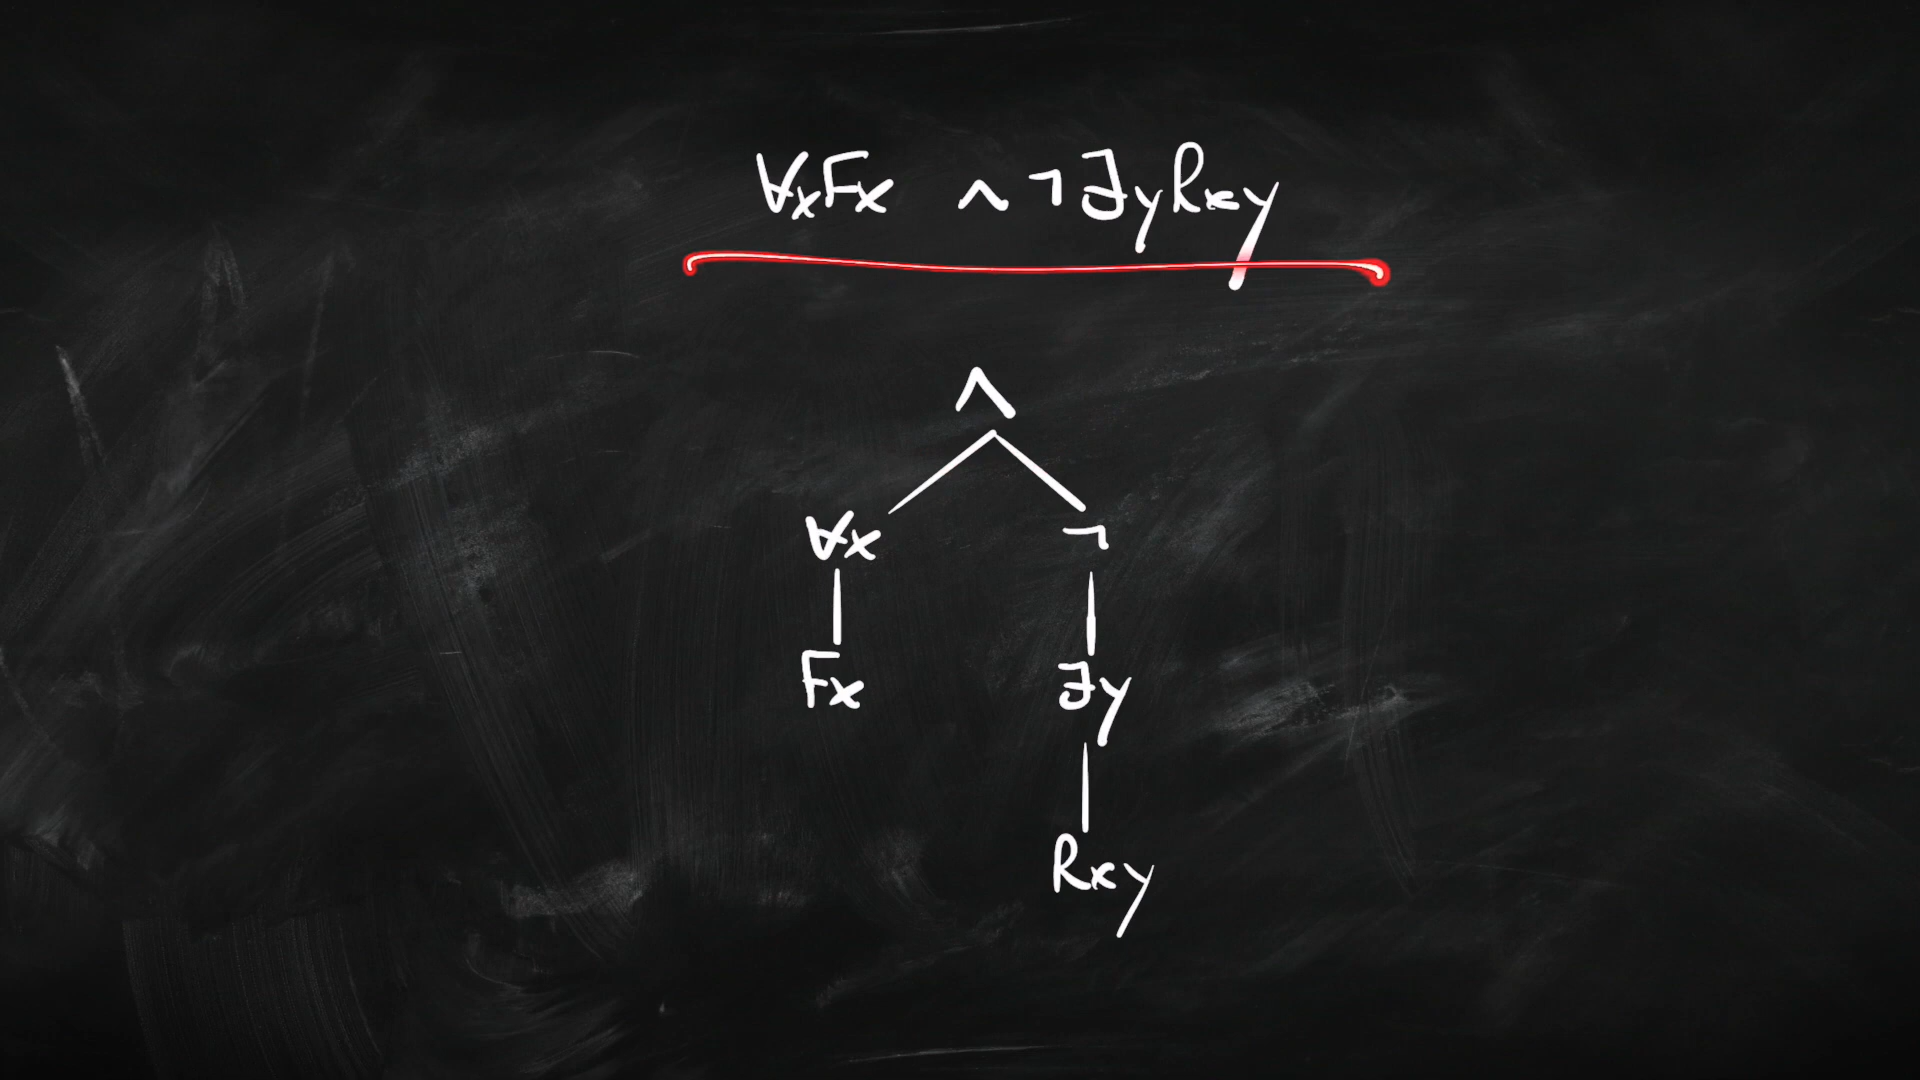 ∀xFx ∧ ¬∃yRxy
∧
∀x ¬
Fx ∃y
Rxy